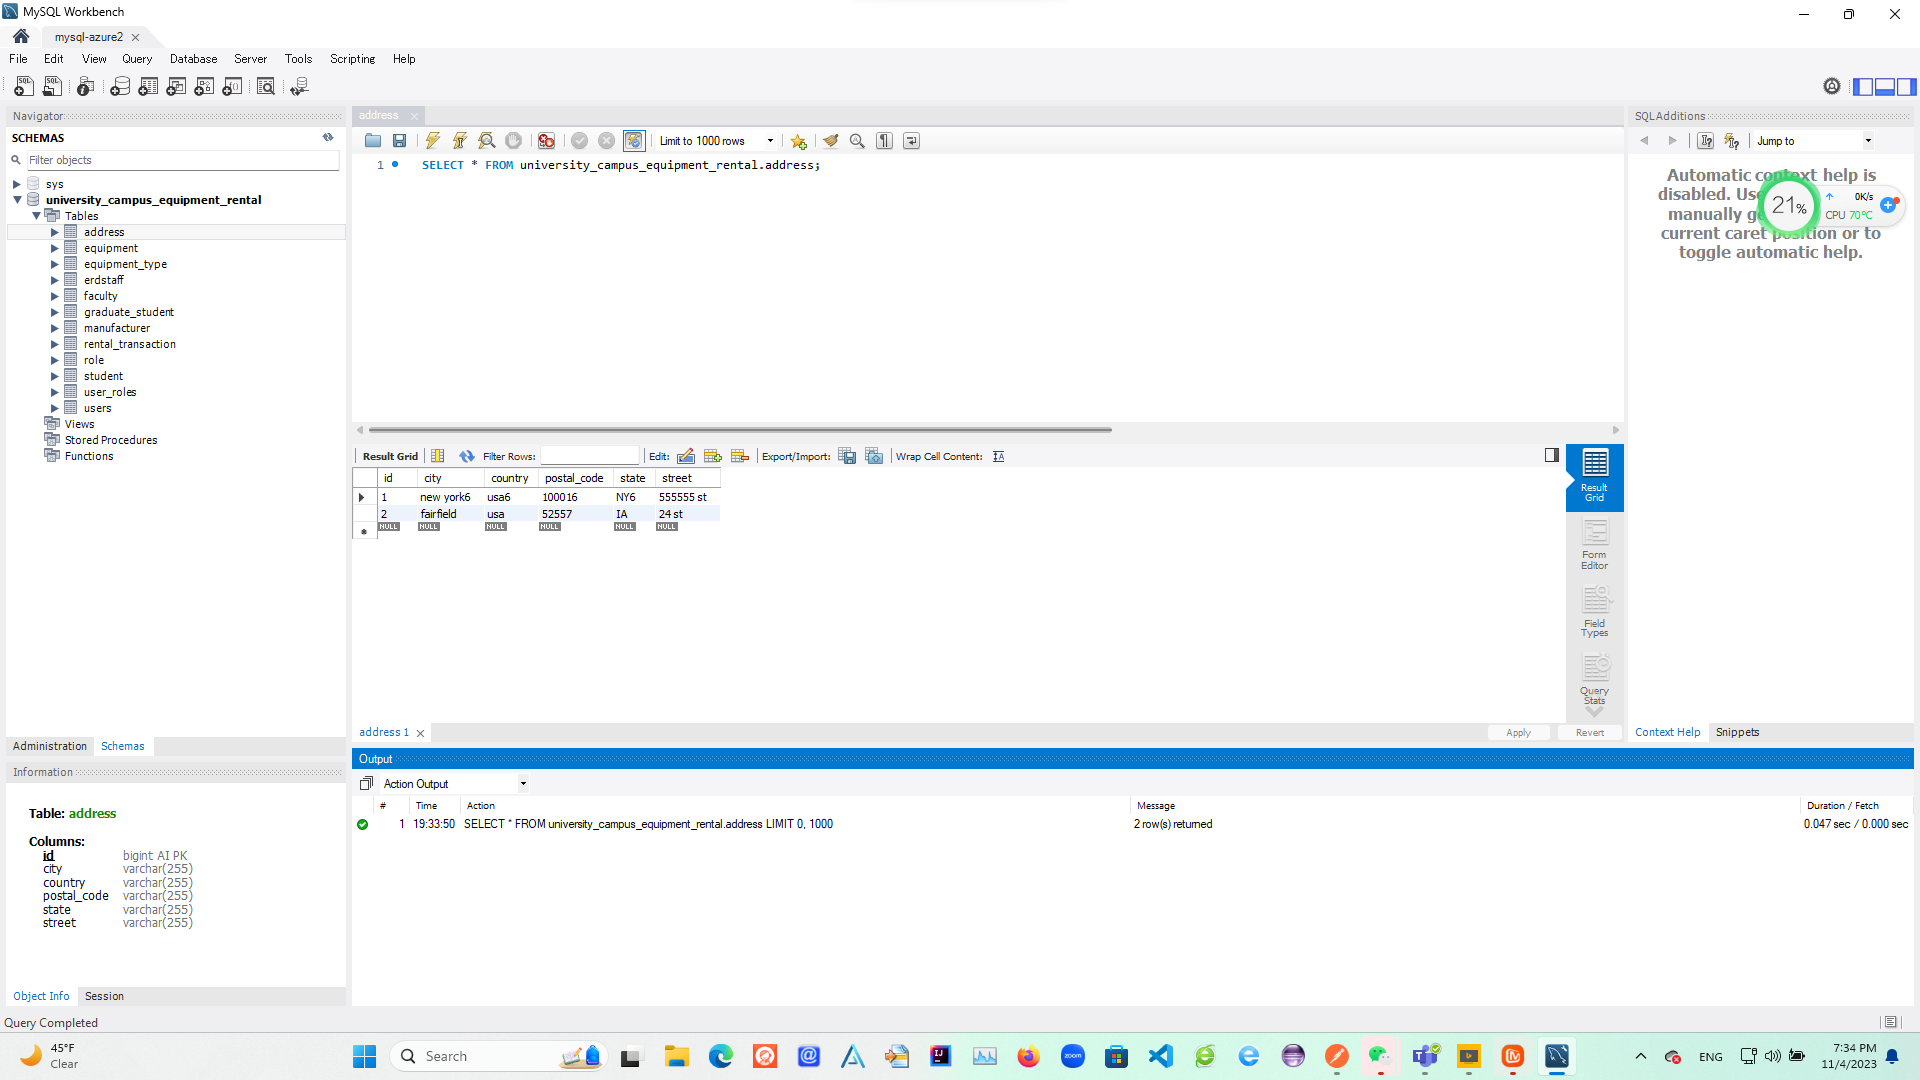 MySQL Workbench
mysql-azure2
File Edit View Query Database Server Tools Scripting Help
Navigator
SCHEMAS
Filter objects
sys
university_campus_equipment_rental
Tables
address
equipment
equipment_type
erdstaff
faculty
graduate_student
manufacturer
rental_transaction
role
student
user_roles
users
Views
Stored Procedures
Functions
Administration Schemas
Information
Table: address
Columns:
id bigint AI PK
city varchar(255)
country varchar(255)
postal_code varchar(255)
state varchar(255)
street varchar(255)
Object Info Session
Query Completed
address
Limit to 1000 rows
1 SELECT * FROM university_campus_equipment_rental.address;
Result Grid Filter Rows: Edit: Export/Import: Wrap Cell Content:
id city country postal_code state street
1 new york6 usa6 100016 NY6 555555 st
2 fairfield usa 52557 IA 24 st
NULL NULL NULL NULL NULL NULL
Result
Grid
Form
Editor
Field
Types
Query
Stats
address 1
Apply Revert
SQLAdditions
Jump to
Automatic context help is
disabled. Use
manually
current caret position or to
toggle automatic help.
21%
0K/s
CPU 70°C
Context Help Snippets
Output
Action Output
# Time Action Message Duration / Fetch
1 19:33:50 SELECT * FROM university_campus_equipment_rental.address LIMIT 0, 1000 2 row(s) returned 0.047 sec / 0.000 sec
45°F
Clear
Search
zoom
ENG
7:34 PM
11/4/2023